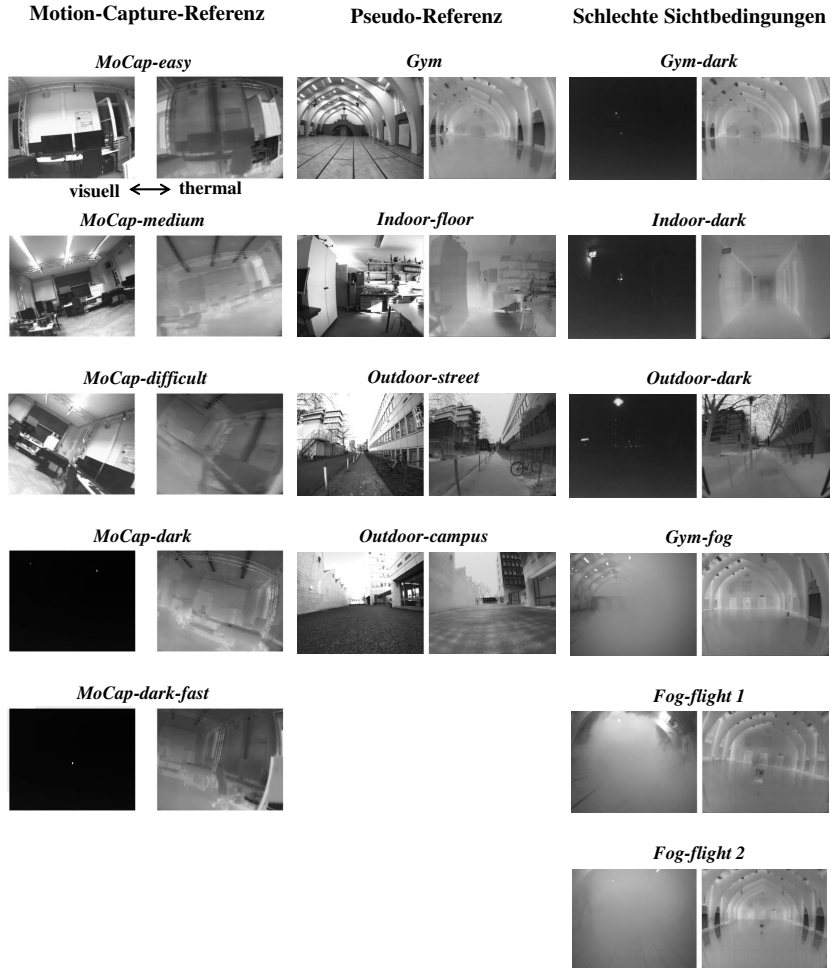 Motion-Capture-Referenz
Pseudo-Referenz
Schlechte Sichtbedingungen
MoCap-easy
Gym
Gym-dark
visuell
thermal
MoCap-medium
Indoor-floor
Indoor-dark
MoCap-difficult
Outdoor-street
Outdoor-dark
MoCap-dark
Outdoor-campus
Gym-fog
MoCap-dark-fast
Fog-flight 1
Fog-flight 2